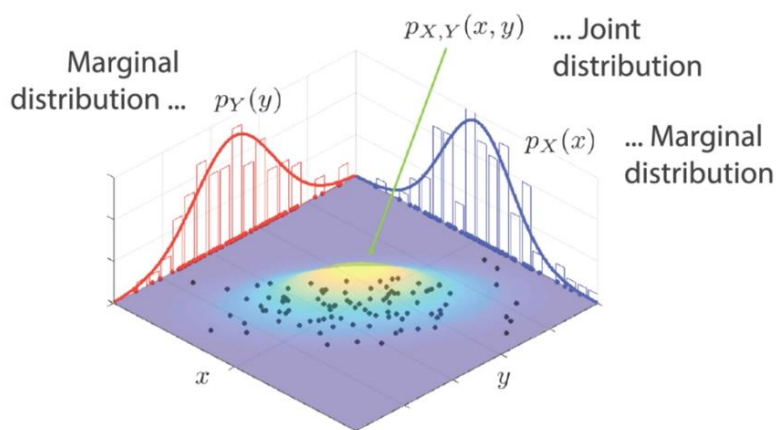 p_{X,Y}(x, y)
... Joint
distribution
Marginal
distribution ...
p_Y(y)
p_X(x)
... Marginal
distribution
x
y